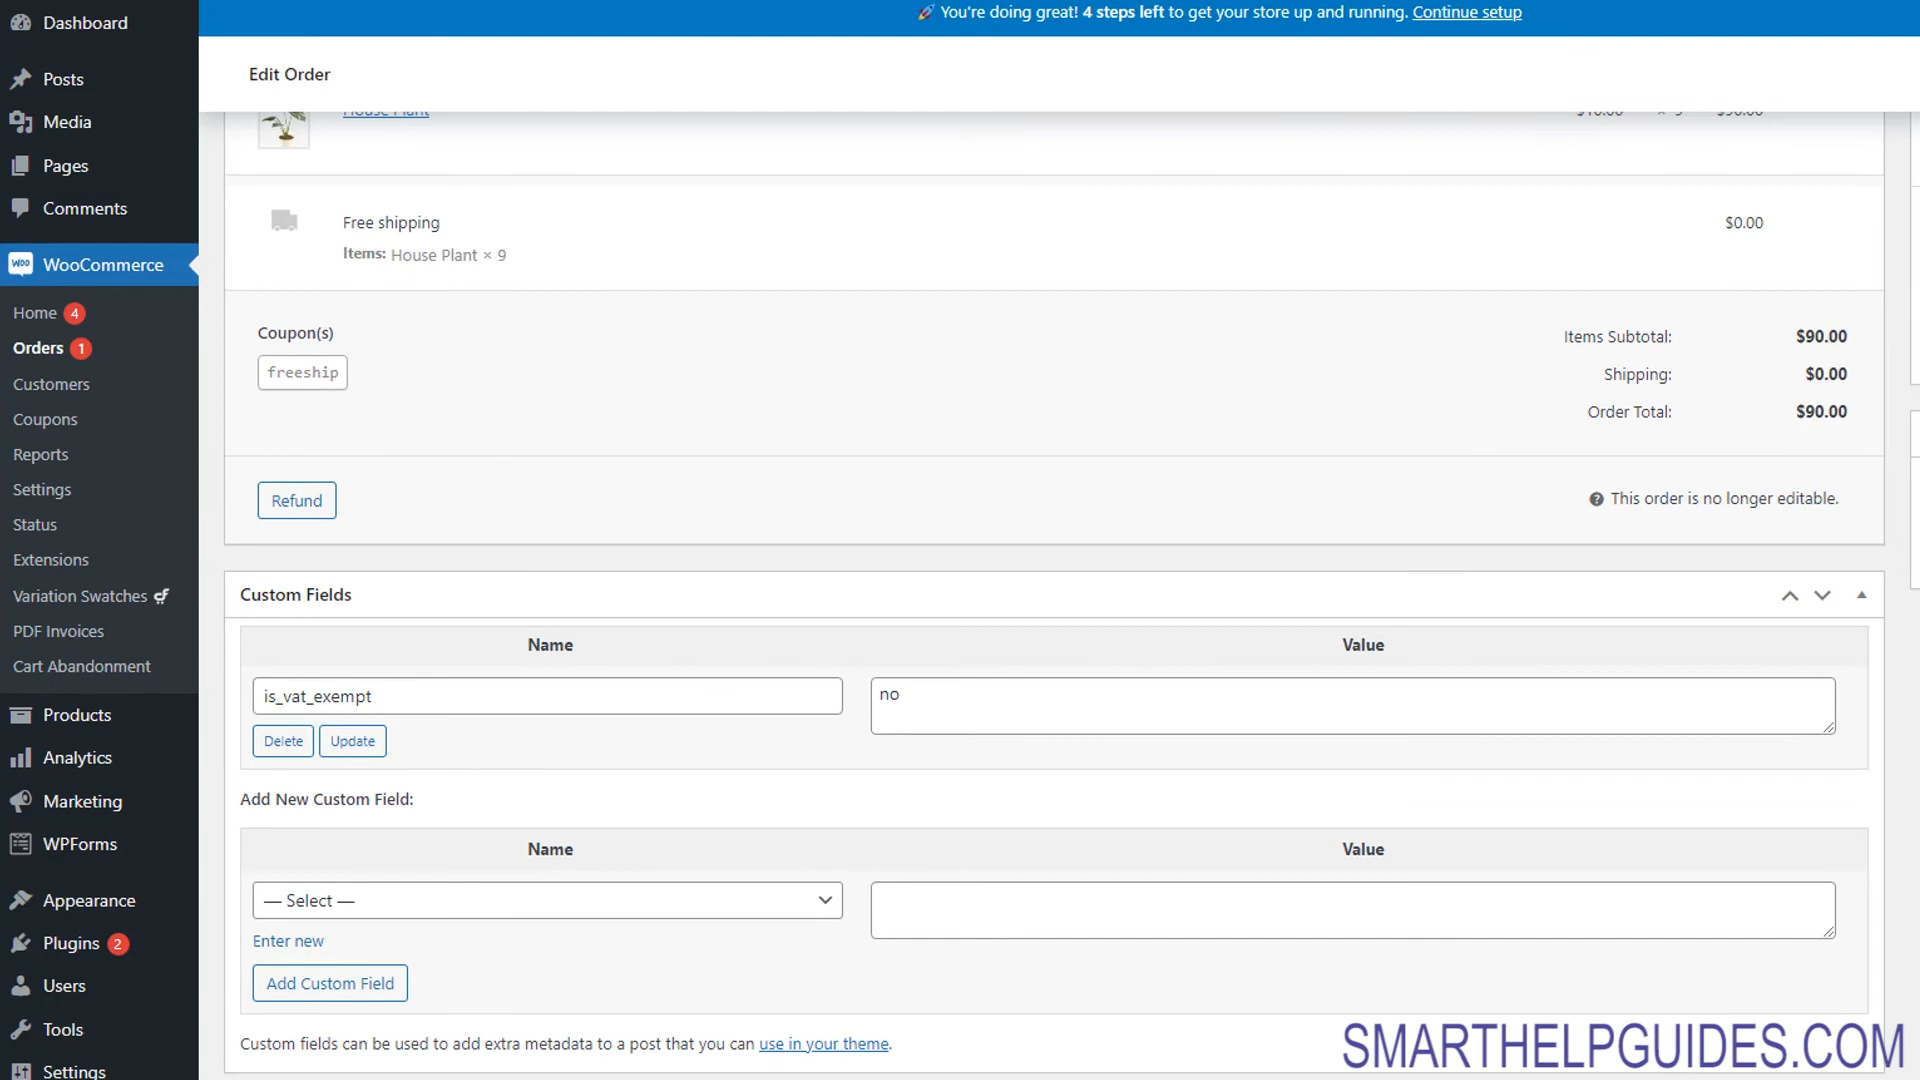 Dashboard
Posts
Media
Pages
Comments
WOO WooCommerce
Home 4
Orders 1
Customers
Coupons
Reports
Settings
Status
Extensions
Variation Swatches
PDF Invoices
Cart Abandonment
Products
Analytics
Marketing
WPForms
Appearance
Plugins 2
Users
Tools
Settings
You're doing great! 4 steps left to get your store up and running. Continue setup
Edit Order
House Plant
Free shipping $0.00
Items: House Plant × 9
Coupon(s)
freeship
Items Subtotal: $90.00
Shipping: $0.00
Order Total: $90.00
Refund
This order is no longer editable.
Custom Fields
Name Value
is_vat_exempt no
Delete Update
Add New Custom Field:
Name Value
— Select —
Enter new
Add Custom Field
Custom fields can be used to add extra metadata to a post that you can use in your theme.
SMARTHELPGUIDES.COM